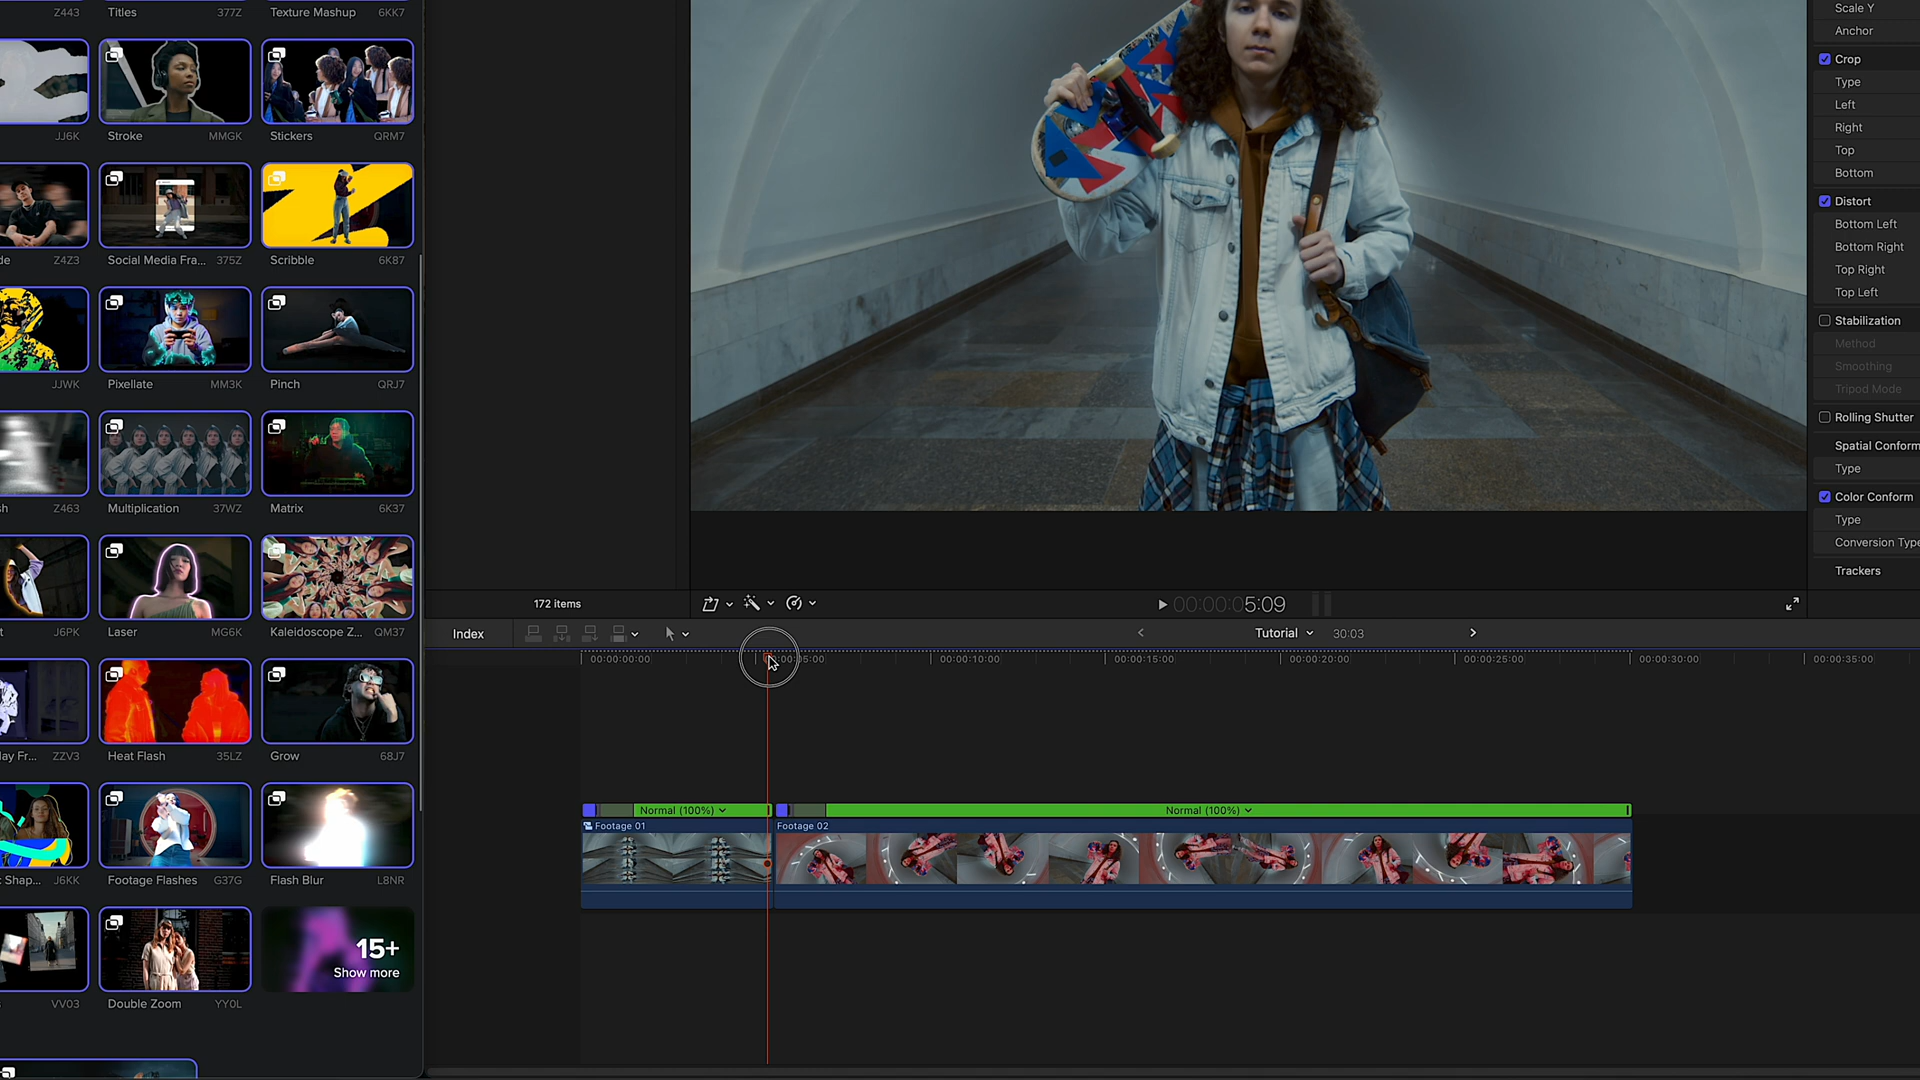 Z443
Titles 377Z
Texture Mashup 6KK7
JJ6K
Stroke MMGK
Stickers QRM7
de Z4Z3
Social Media Fra... 375Z
Scribble 6K87
JJWK
Pixellate MM3K
Pinch QRJ7
sh Z463
Multiplication 37WZ
Matrix 6K37
t J6PK
Laser MG6K
Kaleidoscope Z... QM37
lay Fr... ZZV3
Heat Flash 35LZ
Grow 68J7
Shap... J6KK
Footage Flashes G37G
Flash Blur L8NR
VV03
Double Zoom YY0L
15+
Show more
172 items
00:00:05:09
Index
Tutorial 30:03
00:00:00:00
00:00:05:00
00:00:10:00
00:00:15:00
00:00:20:00
00:00:25:00
00:00:30:00
00:00:35:00
Normal (100%)
Normal (100%)
Footage 01
Footage 02
Scale Y
Anchor
Crop
Type
Left
Right
Top
Bottom
Distort
Bottom Left
Bottom Right
Top Right
Top Left
Stabilization
Method
Smoothing
Tripod Mode
Rolling Shutter
Spatial Conform
Type
Color Conform
Type
Conversion Type
Trackers